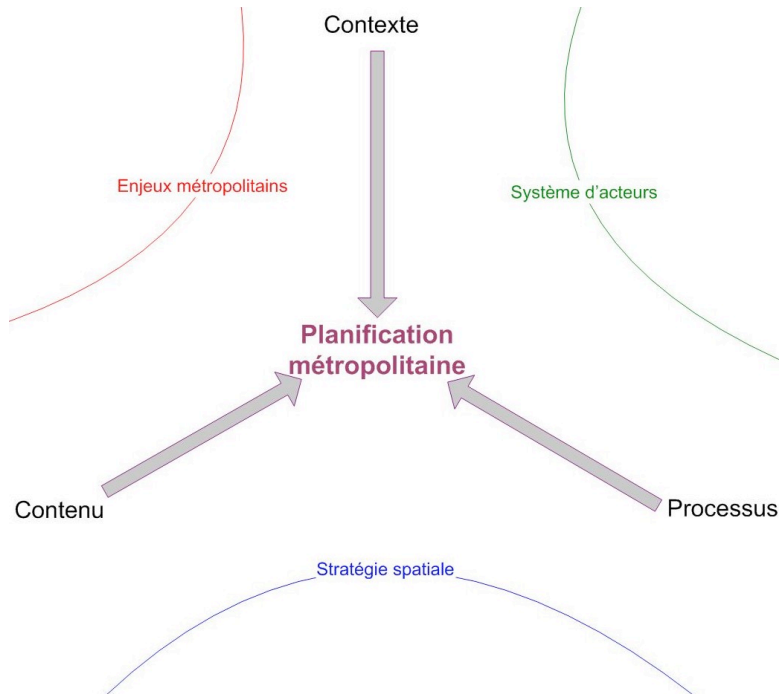 Contexte
Enjeux métropolitains
Système d'acteurs
Planification
métropolitaine
Contenu
Processus
Stratégie spatiale